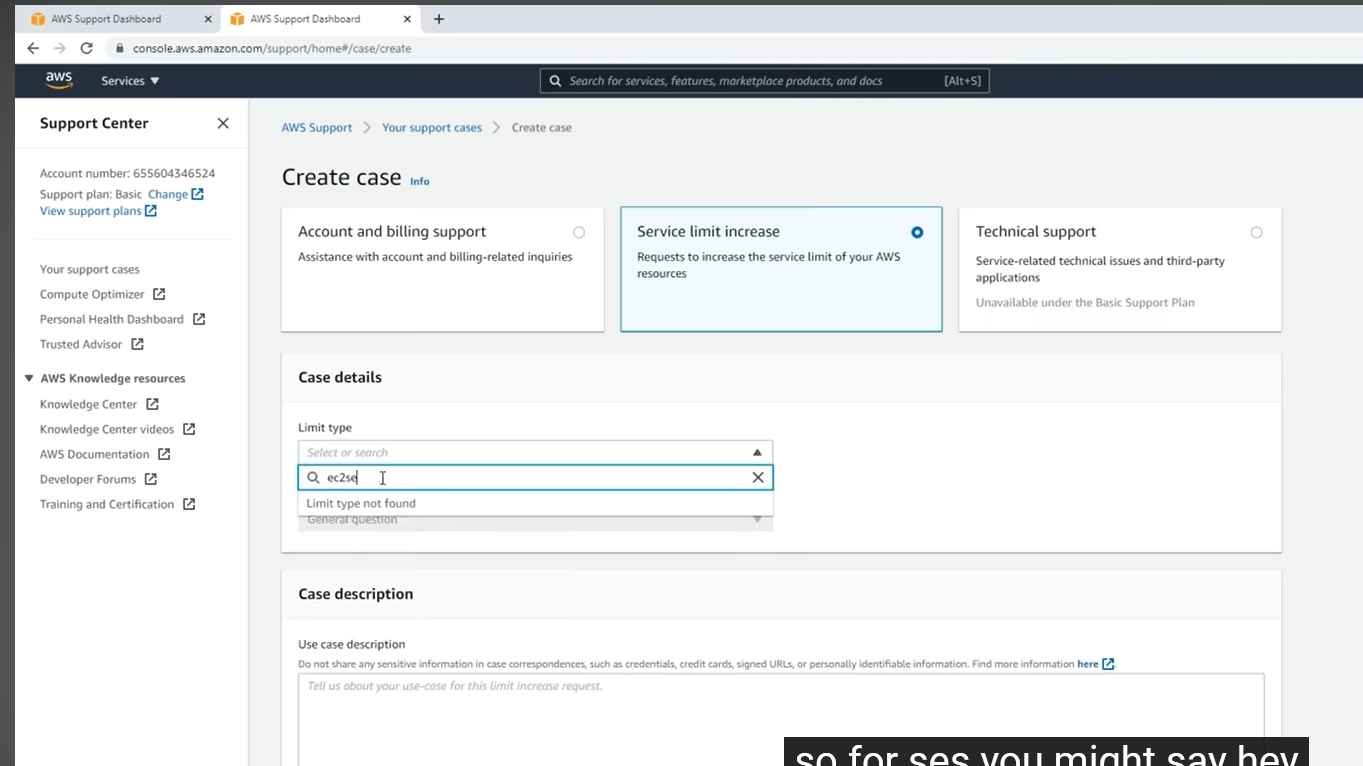 AWS Support Dashboard
AWS Support Dashboard
console.aws.amazon.com/support/home#/case/create
aws
Services
Search for services, features, marketplace products, and docs [Alt+S]
Support Center
Account number: 655604346524
Support plan: Basic Change
View support plans
Your support cases
Compute Optimizer
Personal Health Dashboard
Trusted Advisor
AWS Knowledge resources
Knowledge Center
Knowledge Center videos
AWS Documentation
Developer Forums
Training and Certification
AWS Support
Your support cases
Create case
Create case Info
Account and billing support
Assistance with account and billing-related inquiries
Service limit increase
Requests to increase the service limit of your AWS
resources
Technical support
Service-related technical issues and third-party
applications
Unavailable under the Basic Support Plan
Case details
Limit type
Select or search
ec2se
Limit type not found
General question
Case description
Use case description
Do not share any sensitive information in case correspondences, such as credentials, credit cards, signed URLs, or personally identifiable information. Find more information here
Tell us about your use-case for this limit increase request.
so for ses you might say hey